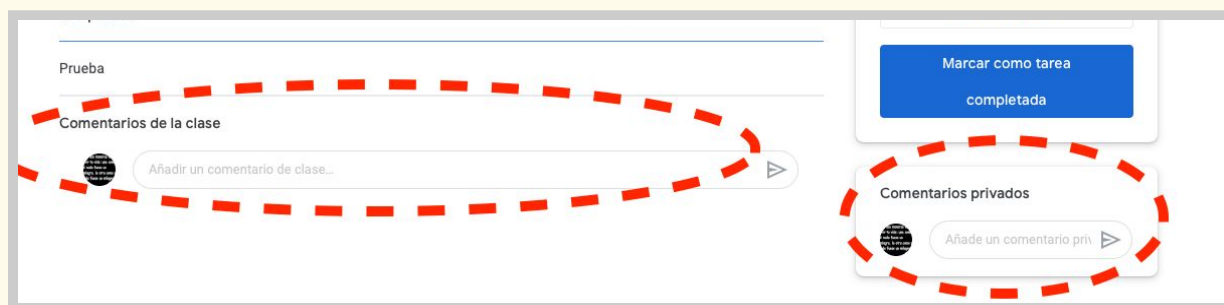 Prueba
Comentarios de la clase
Añadir un comentario de clase...
Marcar como tarea
completada
Comentarios privados
Añade un comentario priv